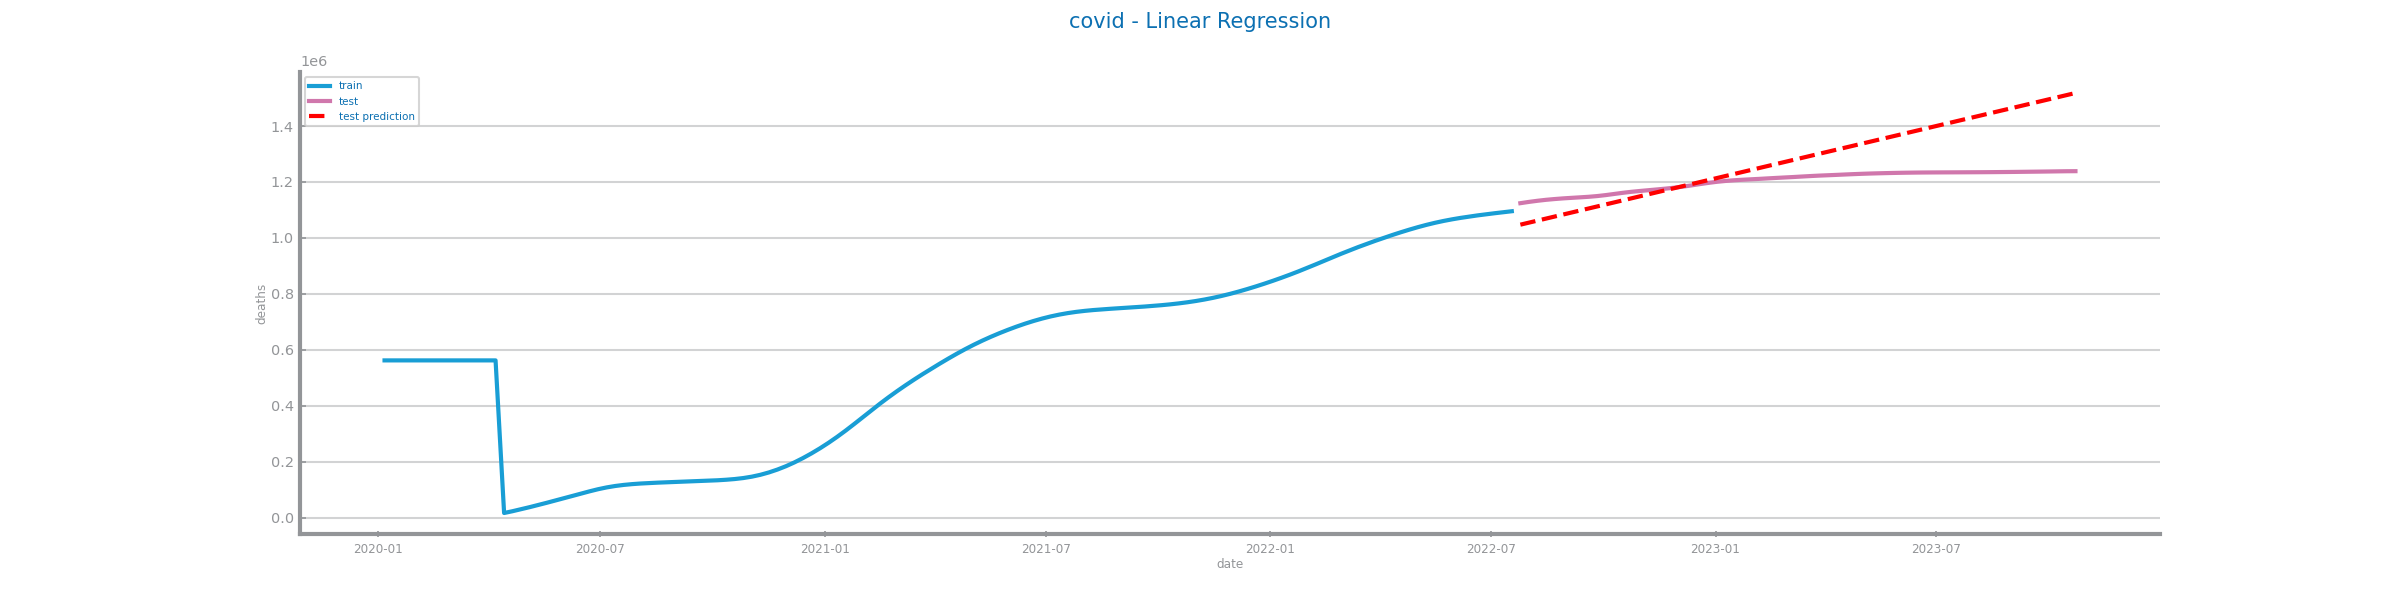 covid - Linear Regression
1e6
train
test
test prediction
1.4
1.2
1.0
0.8
0.6
0.4
0.2
0.0
deaths
2020-01 2020-07 2021-01 2021-07 2022-01 2022-07 2023-01 2023-07
date